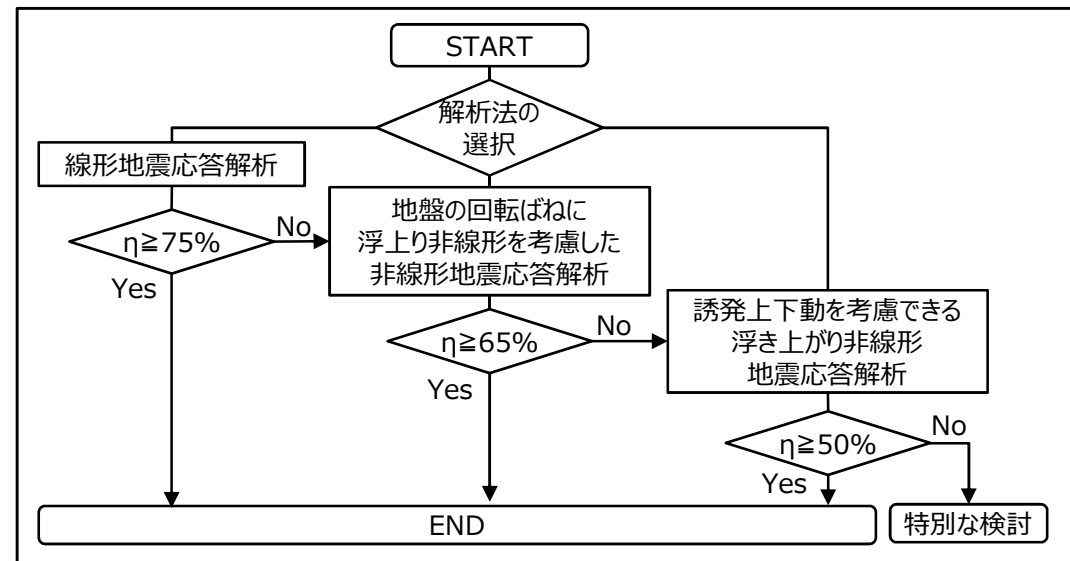 START
解析法の
選択
線形地震応答解析
η≧75%
No
Yes
地盤の回転ばねに
浮上り非線形を考慮した
非線形地震応答解析
η≧65%
No
Yes
誘発上下動を考慮できる
浮き上がり非線形
地震応答解析
η≧50%
No
Yes
END
特別な検討